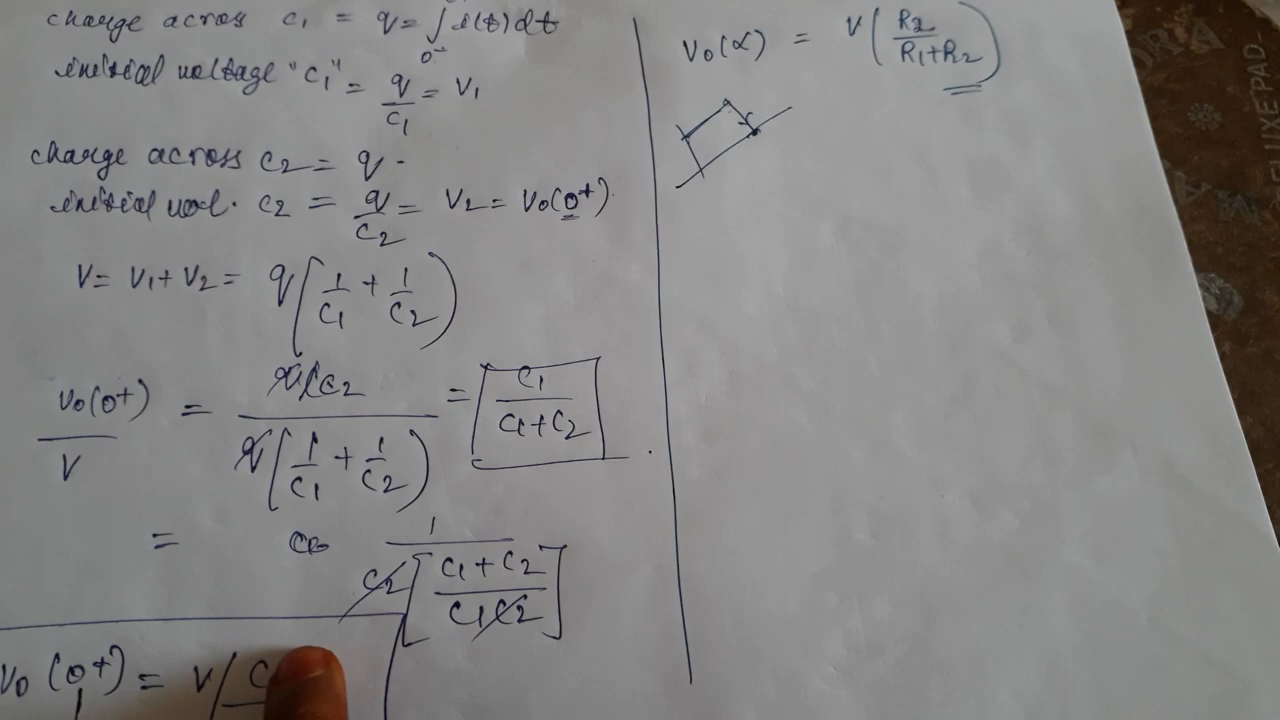 charge across c₁ = q = ∫ i(t) dt
0⁻
initial voltage "c₁" = q/c₁ = V₁
charge across c₂ = q .
initial vol. c₂ = q/c₂ = V₂ = V₀(0⁺)
V = V₁ + V₂ = q(1/c₁ + 1/c₂)
V₀(0⁺)/V = (q/c₂)/(q(1/c₁ + 1/c₂)) = c₁/(c₁+c₂) .
= 1/(c₂[(c₁+c₂)/(c₁c₂)])
V₀(0⁺) = V(
V₀(∝) = V(R₂/(R₁+R₂))